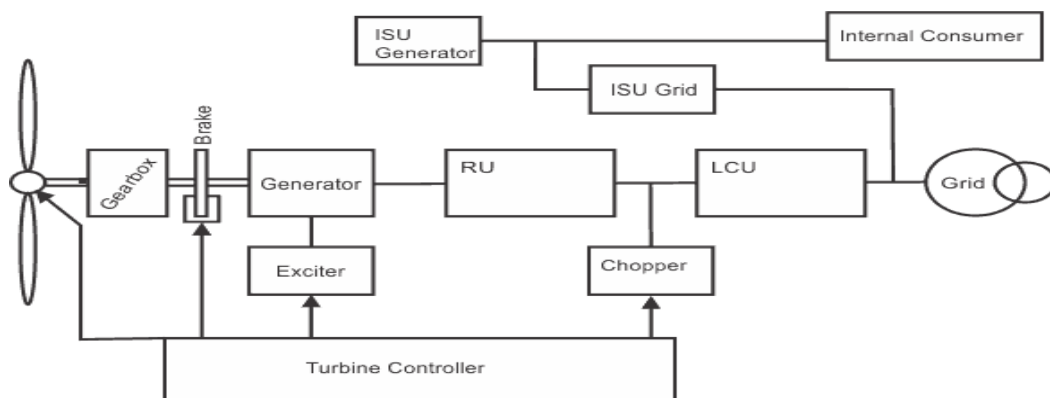 ISU
Generator
Internal Consumer
ISU Grid
Brake
Gearbox
Generator
RU
LCU
Grid
Exciter
Chopper
Turbine Controller